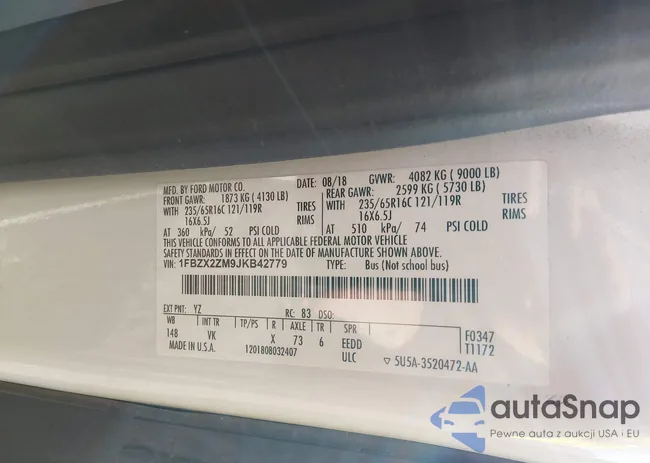 MFD. BY FORD MOTOR CO.
DATE: 08/18 GVWR: 4082 KG ( 9000 LB)
FRONT GAWR: 1873 KG ( 4130 LB) REAR GAWR: 2599 KG ( 5730 LB)
WITH 235/65R16C 121/119R TIRES WITH 235/65R16C 121/119R TIRES
16X6.5J RIMS 16X6.5J RIMS
AT 360 kPa/ 52 PSI COLD AT 510 kPa/ 74 PSI COLD
THIS VEHICLE CONFORMS TO ALL APPLICABLE FEDERAL MOTOR VEHICLE
SAFETY STANDARDS IN EFFECT ON THE DATE OF MANUFACTURE SHOWN ABOVE.
VIN: 1FBZX2ZM9JKB42779 TYPE: Bus (Not school bus)
EXT PNT: YZ RC: 83 DSO:
WB INT TR TP/PS R AXLE TR SPR F0347
148 VK X 73 6 EEDD T1172
MADE IN U.S.A. 1201808032407 ULC ▽ 5U5A-3520472-AA
autaSnap
Pewne auta z aukcji USA i EU